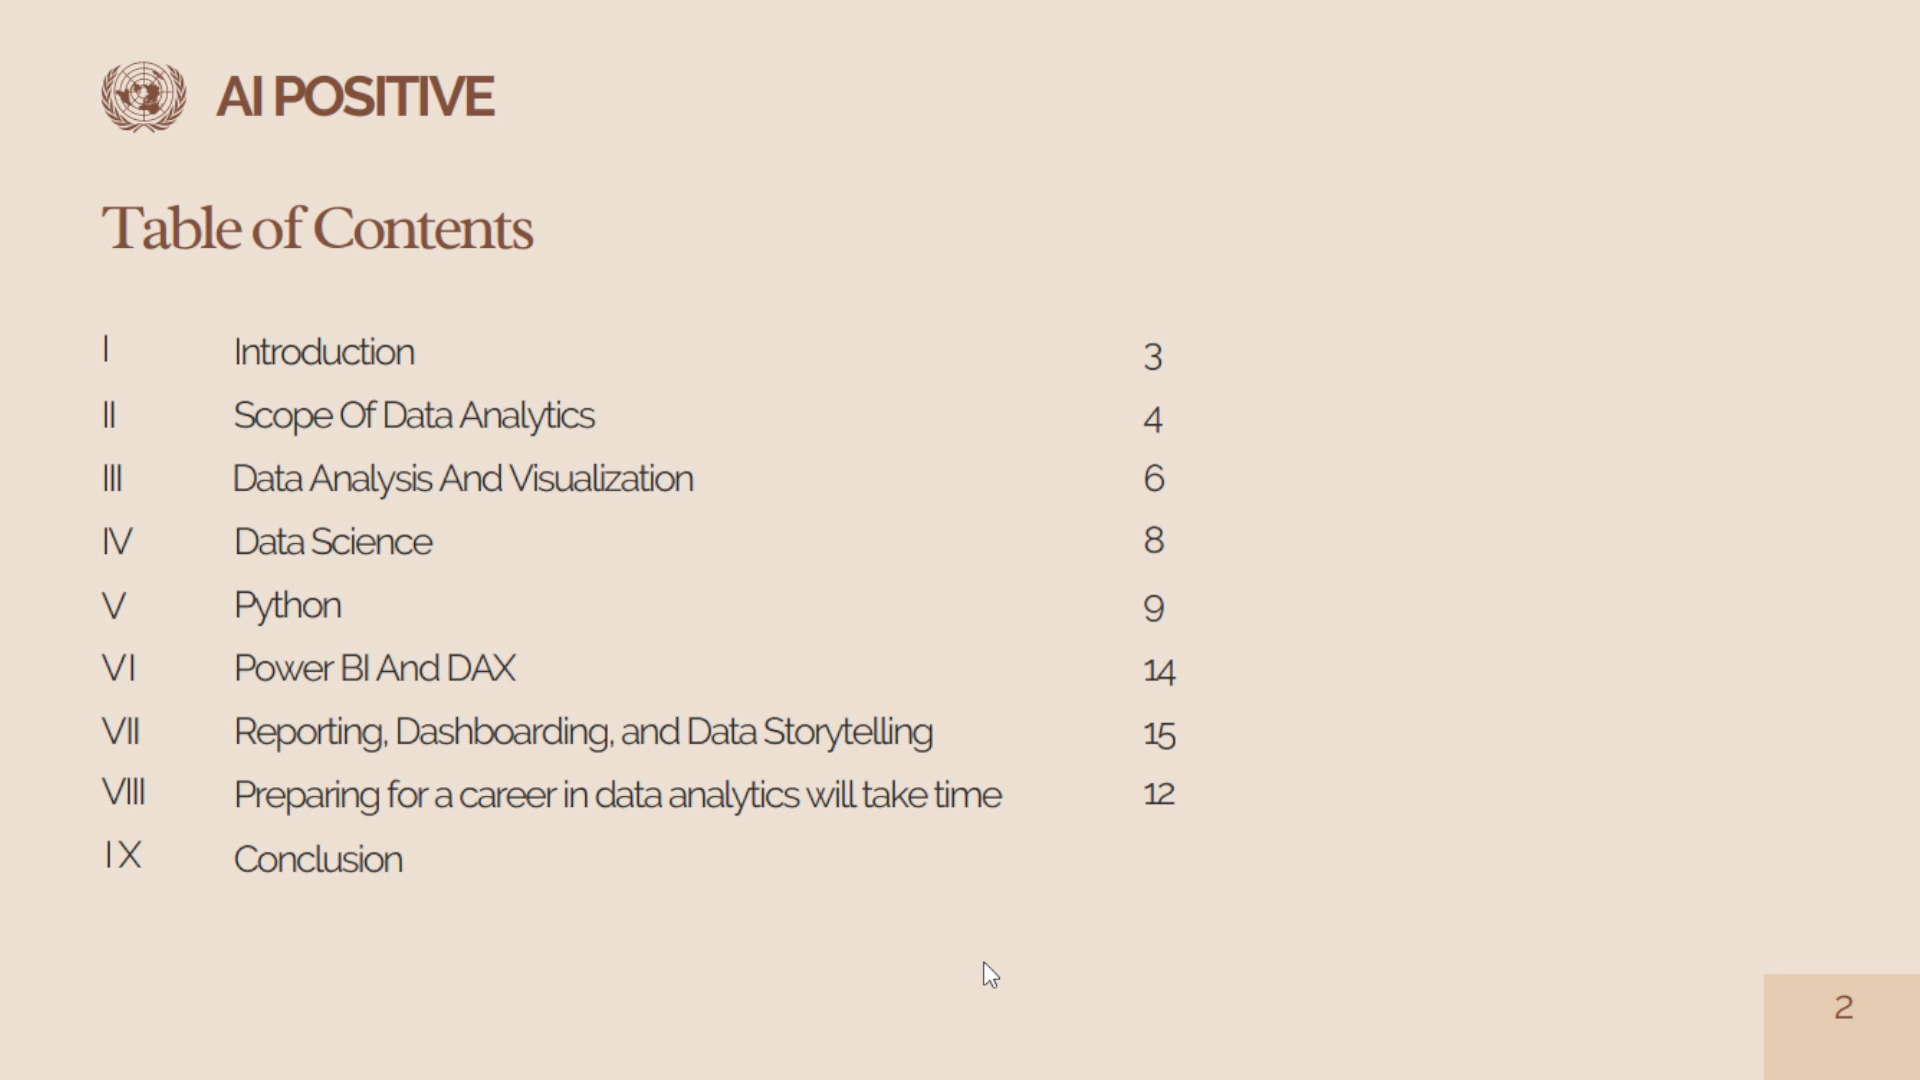 AI POSITIVE
Table of Contents
I Introduction 3
II Scope Of Data Analytics 4
III Data Analysis And Visualization 6
IV Data Science 8
V Python 9
VI Power BI And DAX 14
VII Reporting, Dashboarding, and Data Storytelling 15
VIII Preparing for a career in data analytics will take time 12
IX Conclusion
2